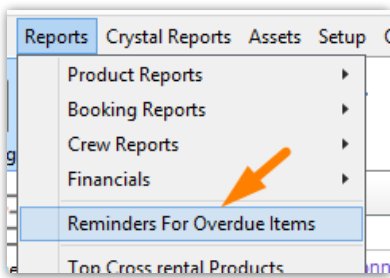 Reports Crystal Reports Assets Setup
Product Reports
Booking Reports
Crew Reports
Financials
Reminders For Overdue Items
Top Cross rental Products